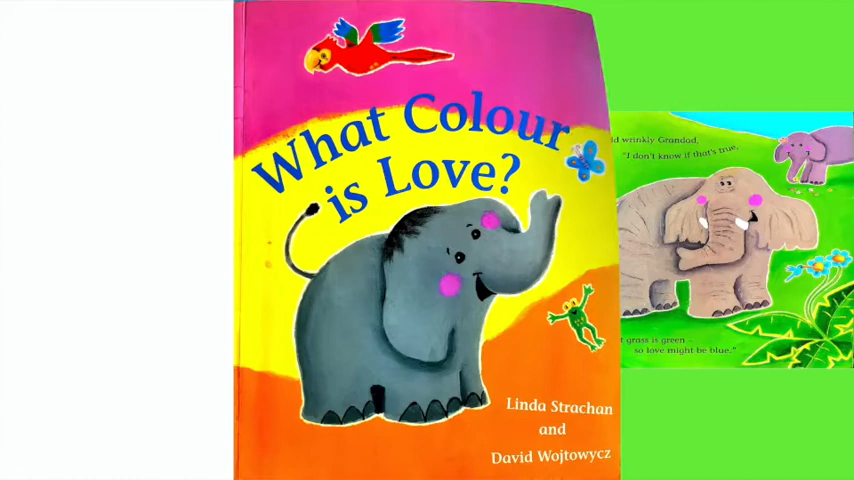 What Colour
is Love?
Linda Strachan
and
David Wojtowycz
wrinkly Grandad,
"I don't know if that's true,
grass is green –
so love might be blue."